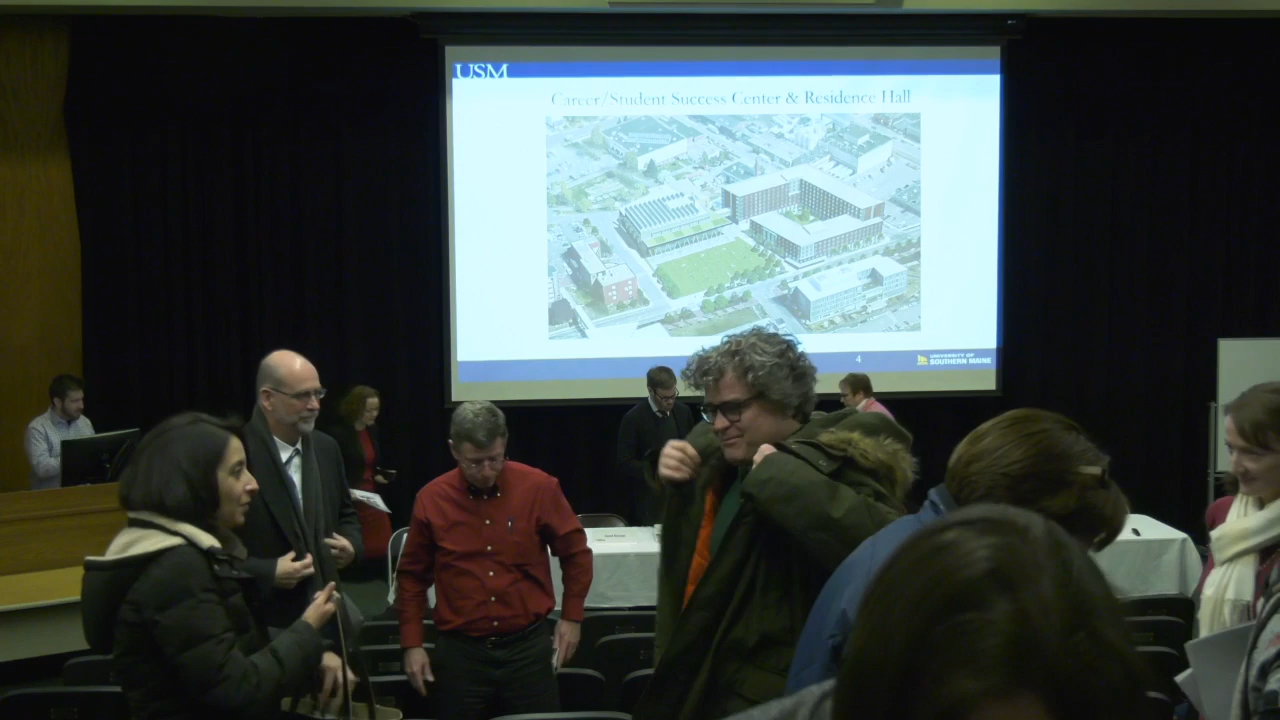 USM
Career/Student Success Center & Residence Hall
4
UNIVERSITY OF
SOUTHERN MAINE